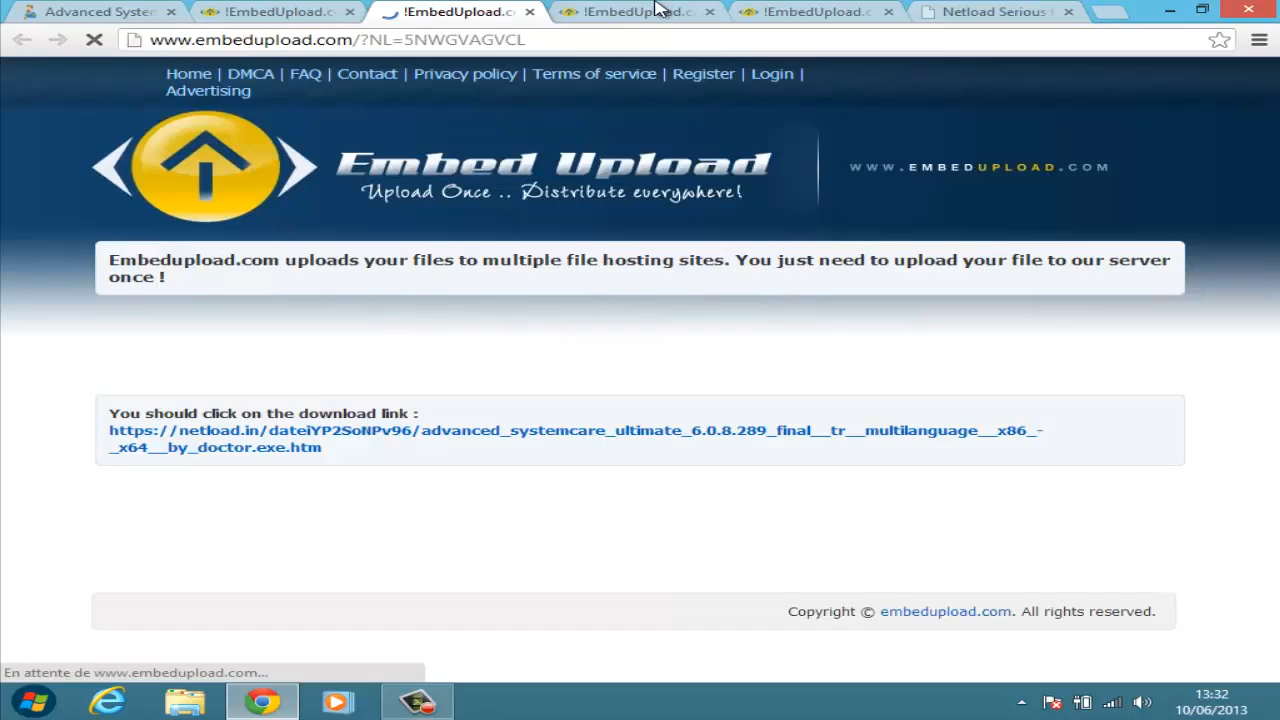 Advanced System
!EmbedUpload.c
!EmbedUpload.c
!EmbedUpload.c
!EmbedUpload.c
Netload Serious
www.embedupload.com/?NL=5NWGVAGVCL
Home | DMCA | FAQ | Contact | Privacy policy | Terms of service | Register | Login |
Advertising
Embed Upload
Upload Once .. Distribute everywhere!
WWW.EMBEDUPLOAD.COM
Embedupload.com uploads your files to multiple file hosting sites. You just need to upload your file to our server
once !
You should click on the download link :
https://netload.in/dateiYP2SoNPv96/advanced_systemcare_ultimate_6.0.8.289_final__tr__multilanguage__x86_-
_x64__by_doctor.exe.htm
Copyright © embedupload.com. All rights reserved.
En attente de www.embedupload.com...
13:32
10/06/2013